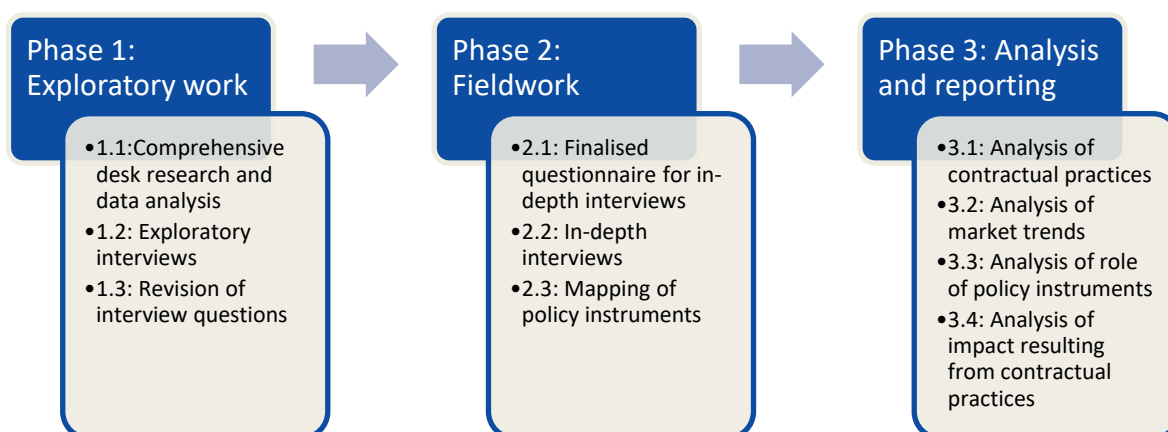 Phase 1:
Exploratory work
•1.1:Comprehensive
desk research and
data analysis
•1.2: Exploratory
interviews
•1.3: Revision of
interview questions
Phase 2:
Fieldwork
•2.1: Finalised
questionnaire for in-
depth interviews
•2.2: In-depth
interviews
•2.3: Mapping of
policy instruments
Phase 3: Analysis
and reporting
•3.1: Analysis of
contractual practices
•3.2: Analysis of
market trends
•3.3: Analysis of role
of policy instruments
•3.4: Analysis of
impact resulting
from contractual
practices